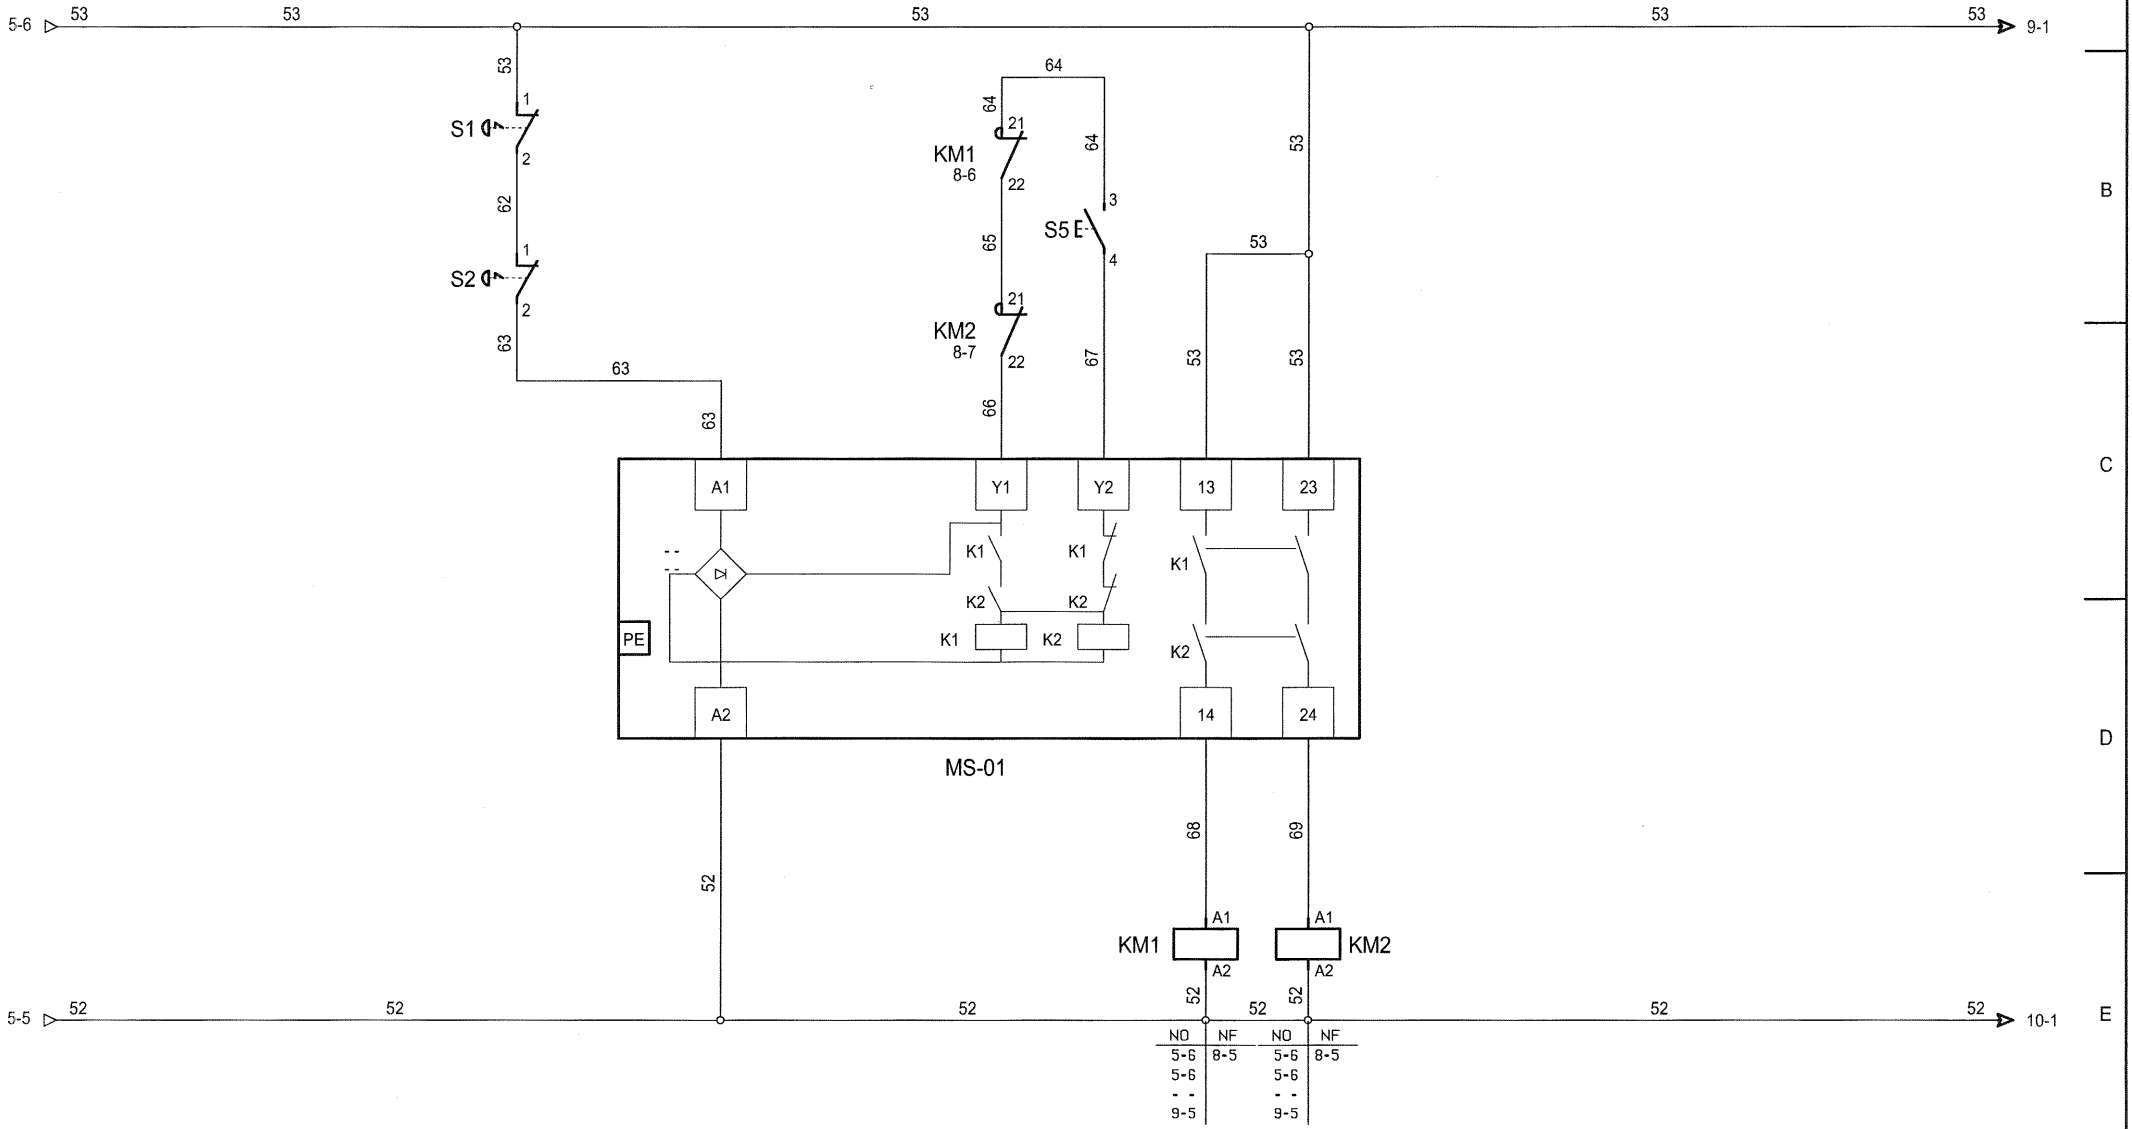 53 53 53 53 53
5-6 9-1
53
64
64
1
S1
2
21
KM1
8-6
22
64
53
B
62
3
S5
4
65
53
1
S2
2
21
KM2
8-7
22
63
67
53
53
63
63
66
C
A1 Y1 Y2 13 23
K1 K1 K1
K2 K2
PE K1 K2 K2
A2 14 24
D
MS-01
68 69
52
A1 A1
KM1 KM2
A2 A2
52 52
52 52 52 52 52 52
5-5 10-1
E
NO NF NO NF
5-6 8-5 5-6 8-5
5-6 5-6
- - - -
9-5 9-5